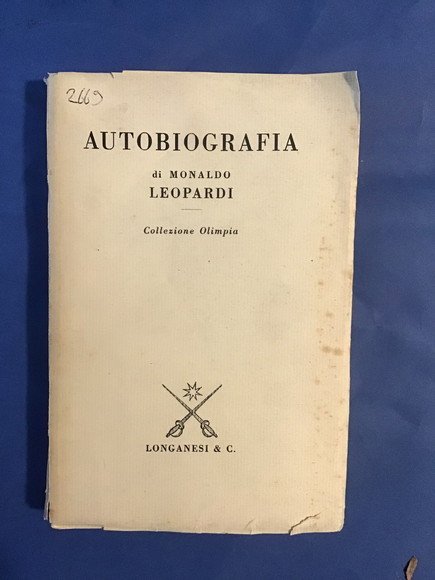 2669
AUTOBIOGRAFIA
di MONALDO
LEOPARDI
Collezione Olimpia
LONGANESI & C.